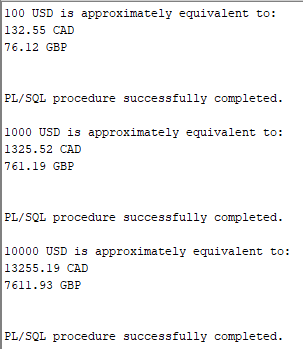 100 USD is approximately equivalent to:
132.55 CAD
76.12 GBP
PL/SQL procedure successfully completed.
1000 USD is approximately equivalent to:
1325.52 CAD
761.19 GBP
PL/SQL procedure successfully completed.
10000 USD is approximately equivalent to:
13255.19 CAD
7611.93 GBP
PL/SQL procedure successfully completed.